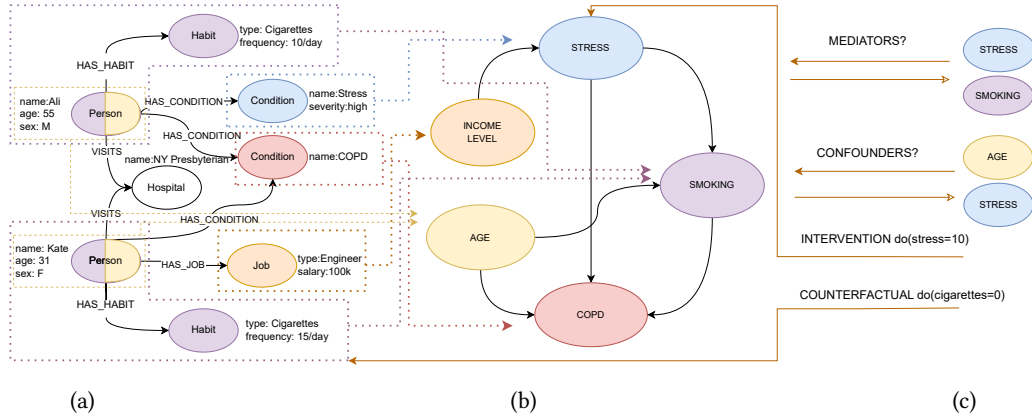 Habit
type: Cigarettes
frequency: 10/day
HAS_HABIT
name:Ali
age: 55
sex: M
Person
HAS_CONDITION
Condition
name:Stress
severity:high
HAS_CONDITION
VISITS
name:NY Presbyterian
Condition
name:COPD
Hospital
VISITS
HAS_CONDITION
name: Kate
age: 31
sex: F
Person
HAS_JOB
Job
type:Engineer
salary:100k
HAS_HABIT
Habit
type: Cigarettes
frequency: 15/day
(a)
STRESS
INCOME
LEVEL
SMOKING
AGE
COPD
(b)
MEDIATORS?
STRESS
SMOKING
CONFOUNDERS?
AGE
STRESS
INTERVENTION do(stress=10)
COUNTERFACTUAL do(cigarettes=0)
(c)